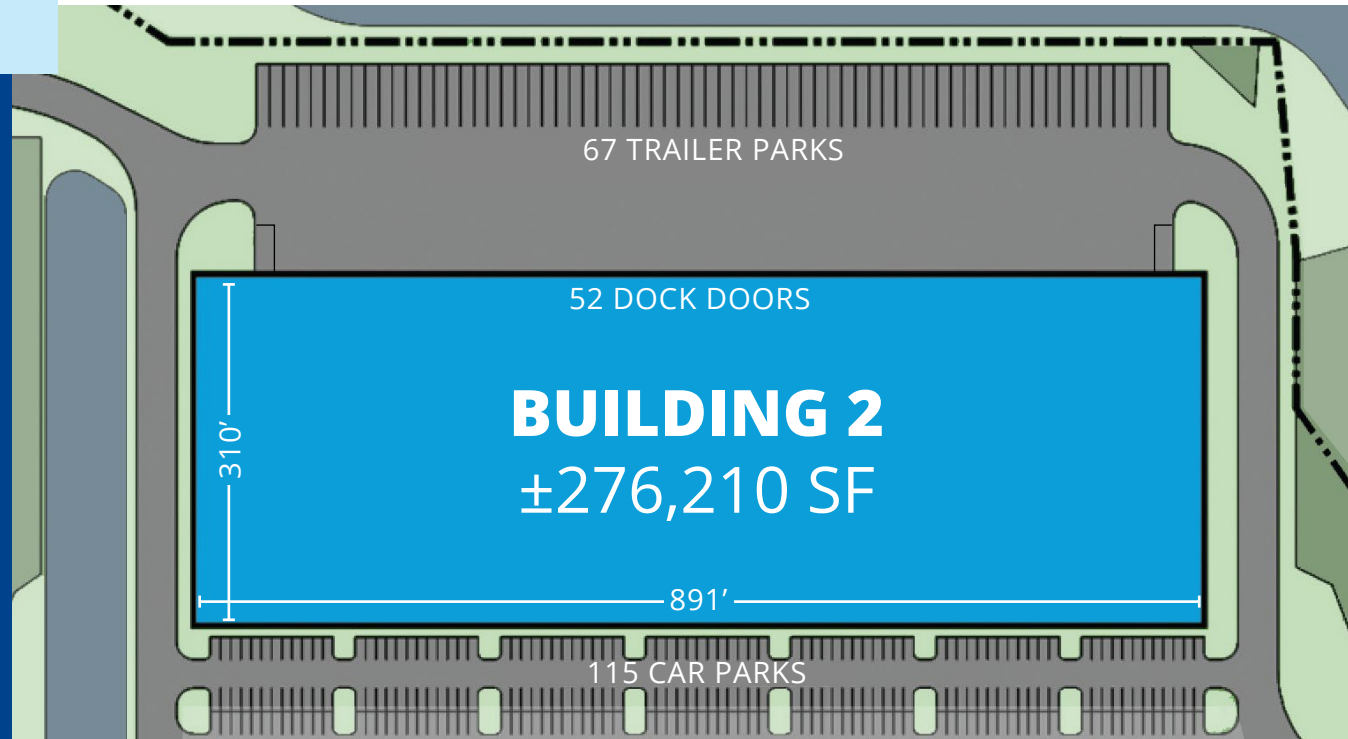 67 TRAILER PARKS
52 DOCK DOORS
BUILDING 2
±276,210 SF
310’
891’
115 CAR PARKS